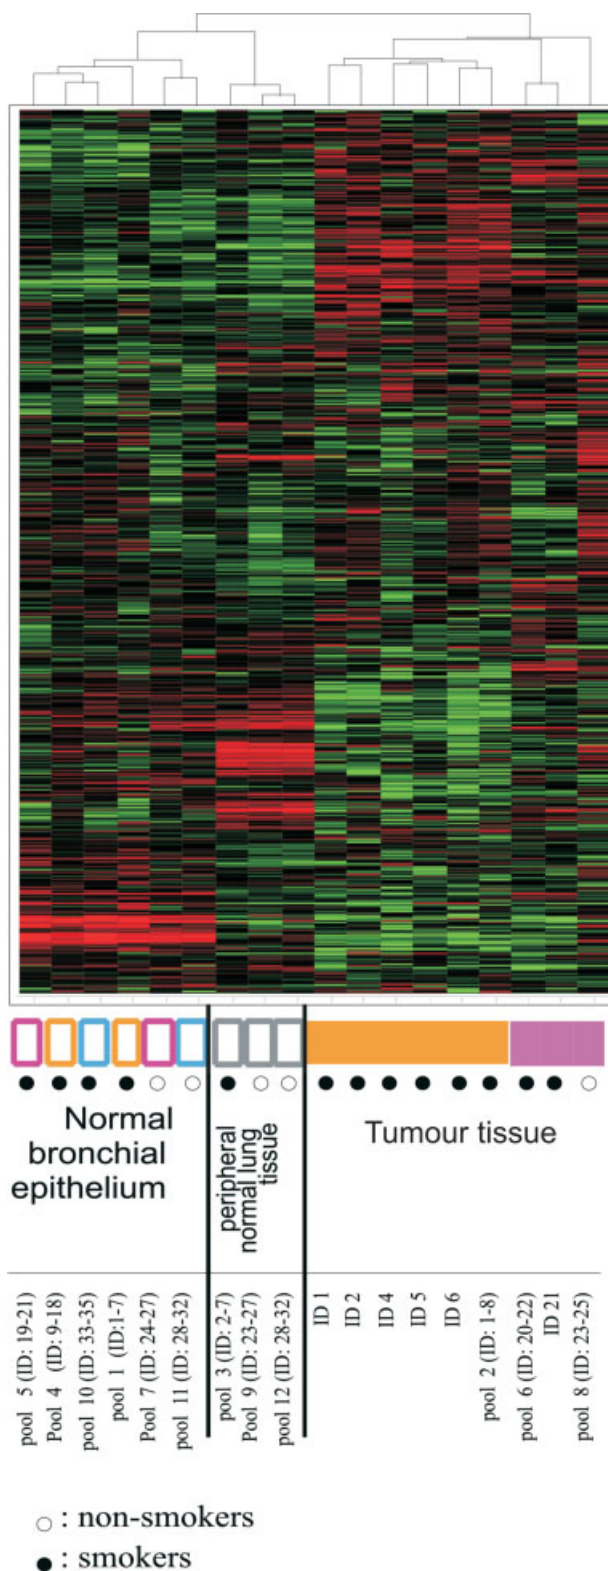 Normal
bronchial
epithelium
peripheral
normal lung
tissue
Tumour tissue
pool 5 (ID: 19-21)
Pool 4 (ID: 9-18)
pool 10 (ID: 33-35)
pool 1 (ID:1-7)
Pool 7 (ID: 24-27)
pool 11 (ID: 28-32)
pool 3 (ID: 2-7)
Pool 9 (ID: 23-27)
pool 12 (ID: 28-32)
ID 1
ID 2
ID 4
ID 5
ID 6
pool 2 (ID: 1-8)
pool 6 (ID: 20-22)
ID 21
pool 8 (ID: 23-25)
: non-smokers
: smokers